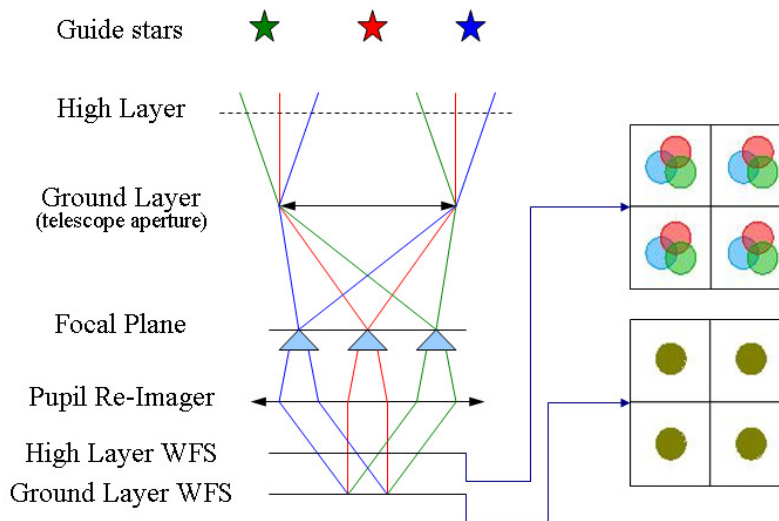 Guide stars
High Layer
Ground Layer
(telescope aperture)
Focal Plane
Pupil Re-Imager
High Layer WFS
Ground Layer WFS